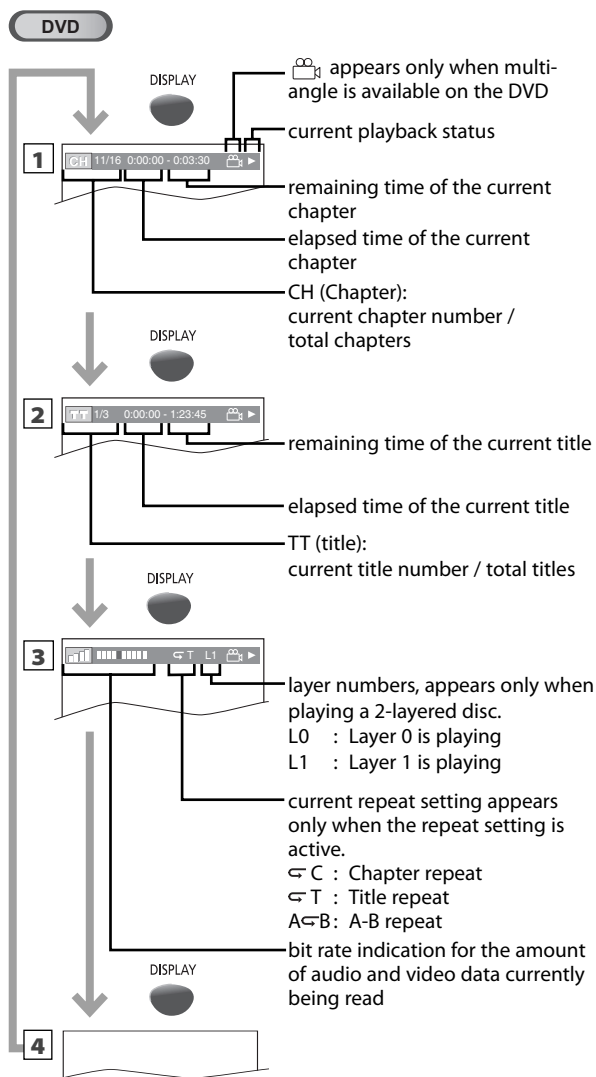 DVD
DISPLAY
appears only when multi-
angle is available on the DVD
current playback status
1
CH 11/16 0:00:00 - 0:03:30
remaining time of the current
chapter
elapsed time of the current
chapter
CH (Chapter):
current chapter number /
total chapters
DISPLAY
2
TT 1/3 0:00:00 - 1:23:45
remaining time of the current title
elapsed time of the current title
TT (title):
current title number / total titles
DISPLAY
3
T L1
layer numbers, appears only when
playing a 2-layered disc.
L0 : Layer 0 is playing
L1 : Layer 1 is playing
current repeat setting appears
only when the repeat setting is
active.
C : Chapter repeat
T : Title repeat
A B : A-B repeat
bit rate indication for the amount
of audio and video data currently
being read
DISPLAY
4